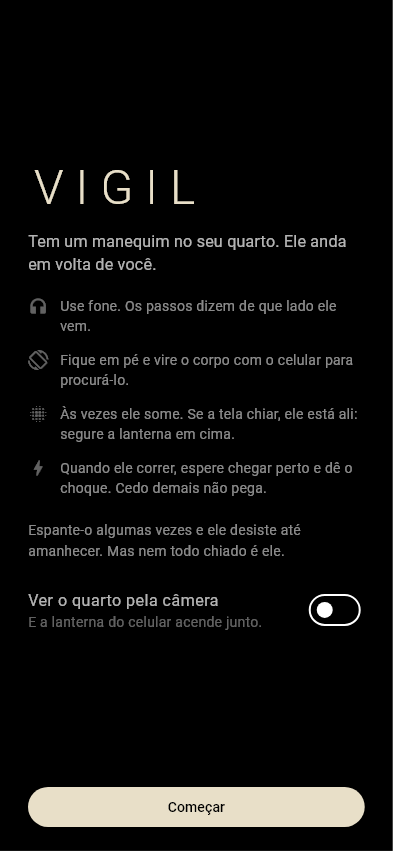 VIGIL
Tem um manequim no seu quarto. Ele anda
em volta de você.
Use fone. Os passos dizem de que lado ele
vem.
Fique em pé e vire o corpo com o celular para
procurá-lo.
Às vezes ele some. Se a tela chiar, ele está ali:
segure a lanterna em cima.
Quando ele correr, espere chegar perto e dê o
choque. Cedo demais não pega.
Espante-o algumas vezes e ele desiste até
amanhecer. Mas nem todo chiado é ele.
Ver o quarto pela câmera
E a lanterna do celular acende junto.
Começar